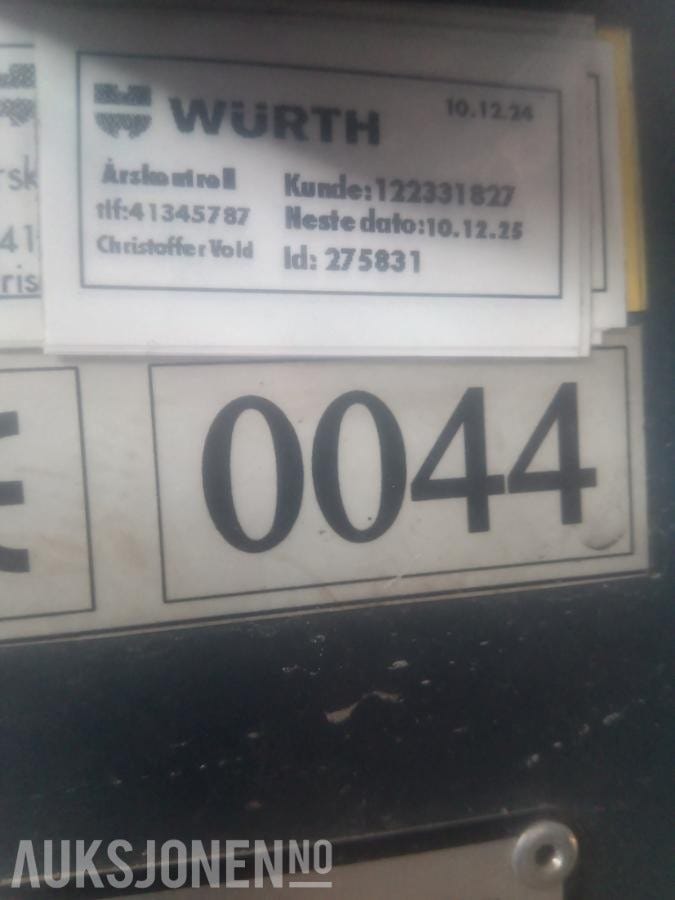 WÜRTH
10.12.24
Årskontroll
tlf:41345787
Christoffer Vold
Kunde:122331827
Neste dato:10.12.25
Id: 275831
0044
AUKSJONEN.NO